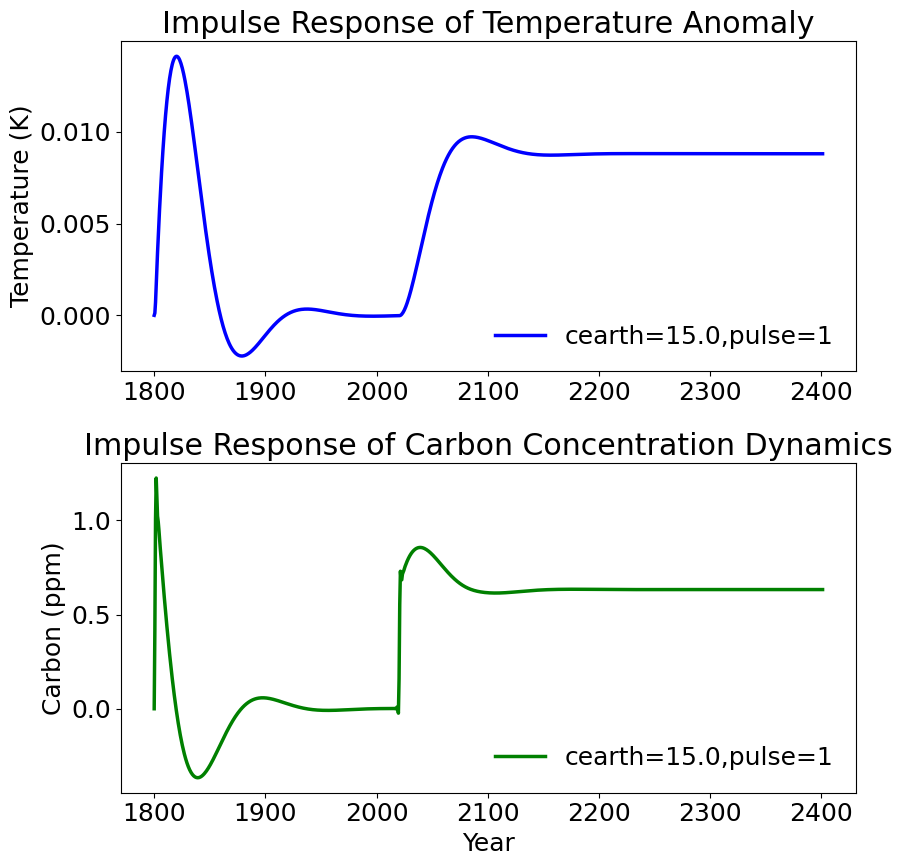 Impulse Response of Temperature Anomaly
Temperature (K)
0.010
0.005
0.000
cearth=15.0,pulse=1
1800 1900 2000 2100 2200 2300 2400
Impulse Response of Carbon Concentration Dynamics
Carbon (ppm)
1.0
0.5
0.0
cearth=15.0,pulse=1
1800 1900 2000 2100 2200 2300 2400
Year